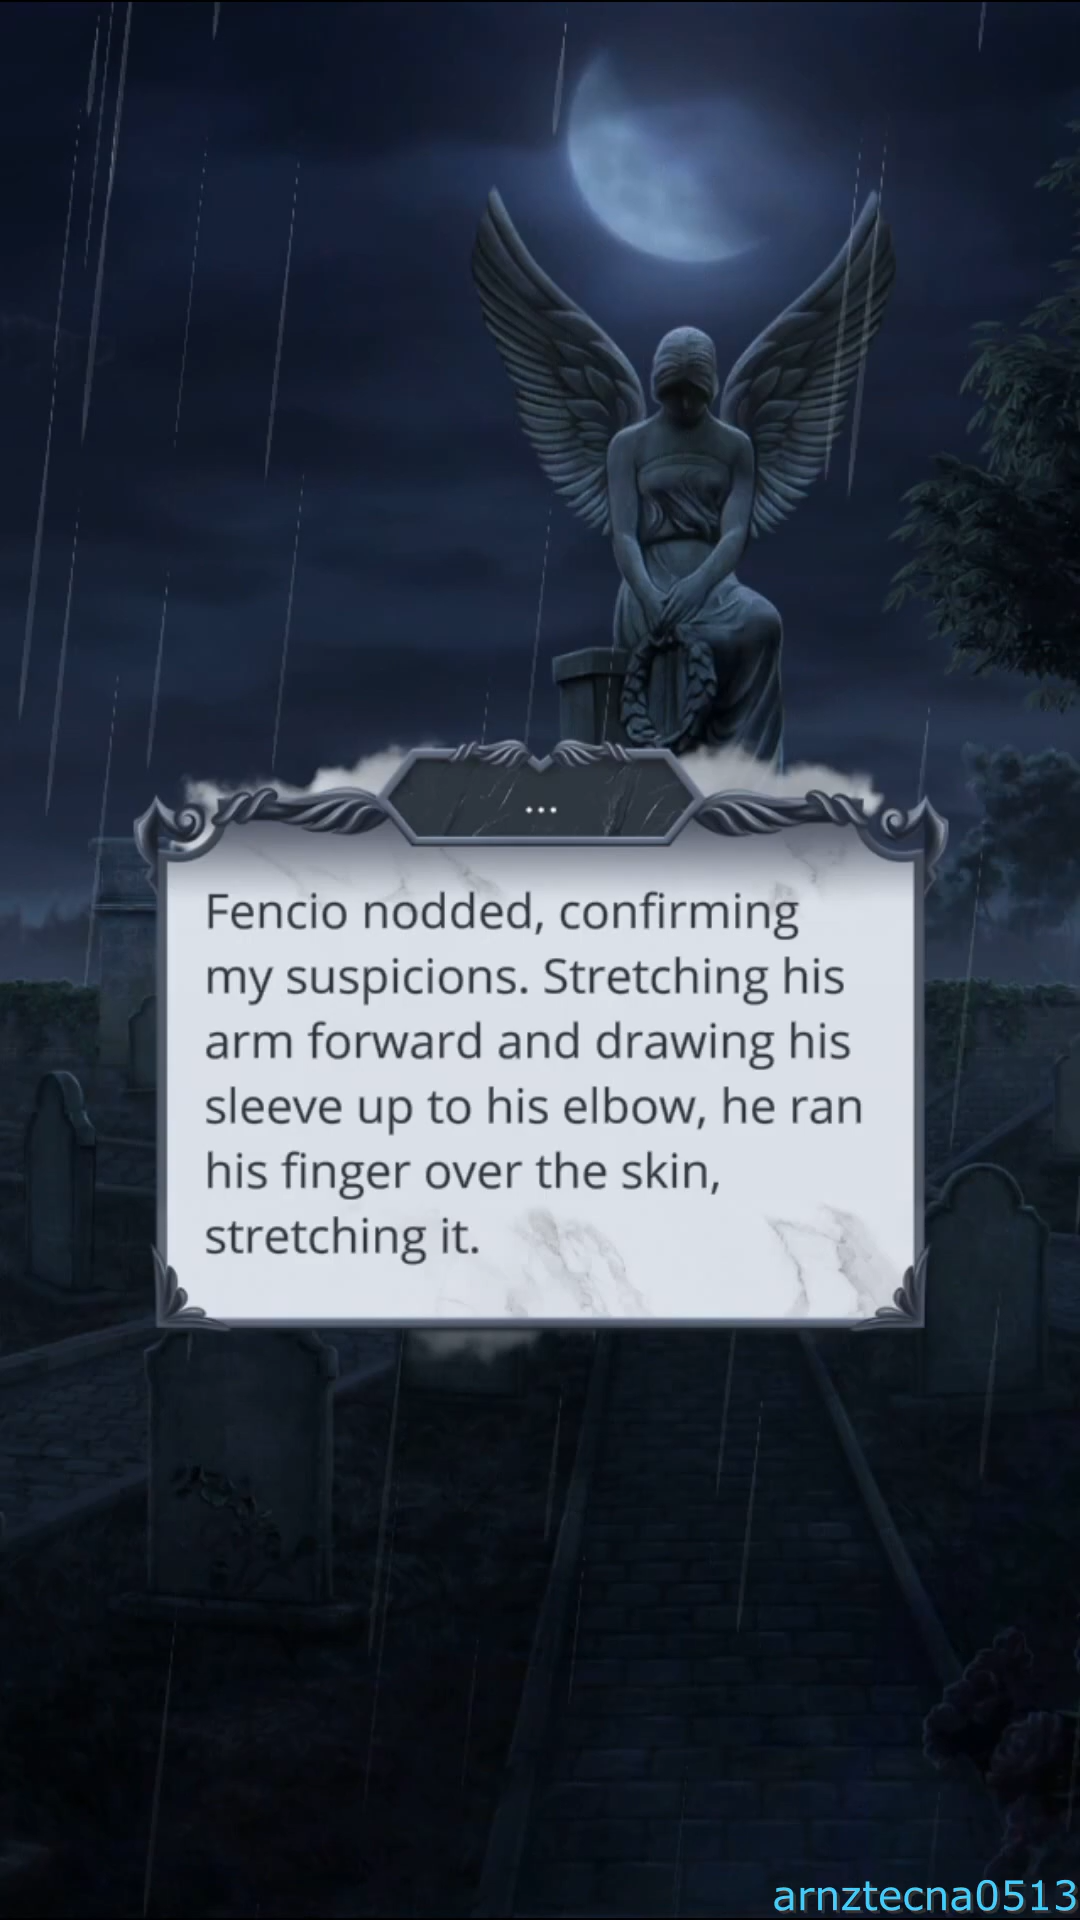 ...
Fencio nodded, confirming
my suspicions. Stretching his
arm forward and drawing his
sleeve up to his elbow, he ran
his finger over the skin,
stretching it.
arnztecna0513